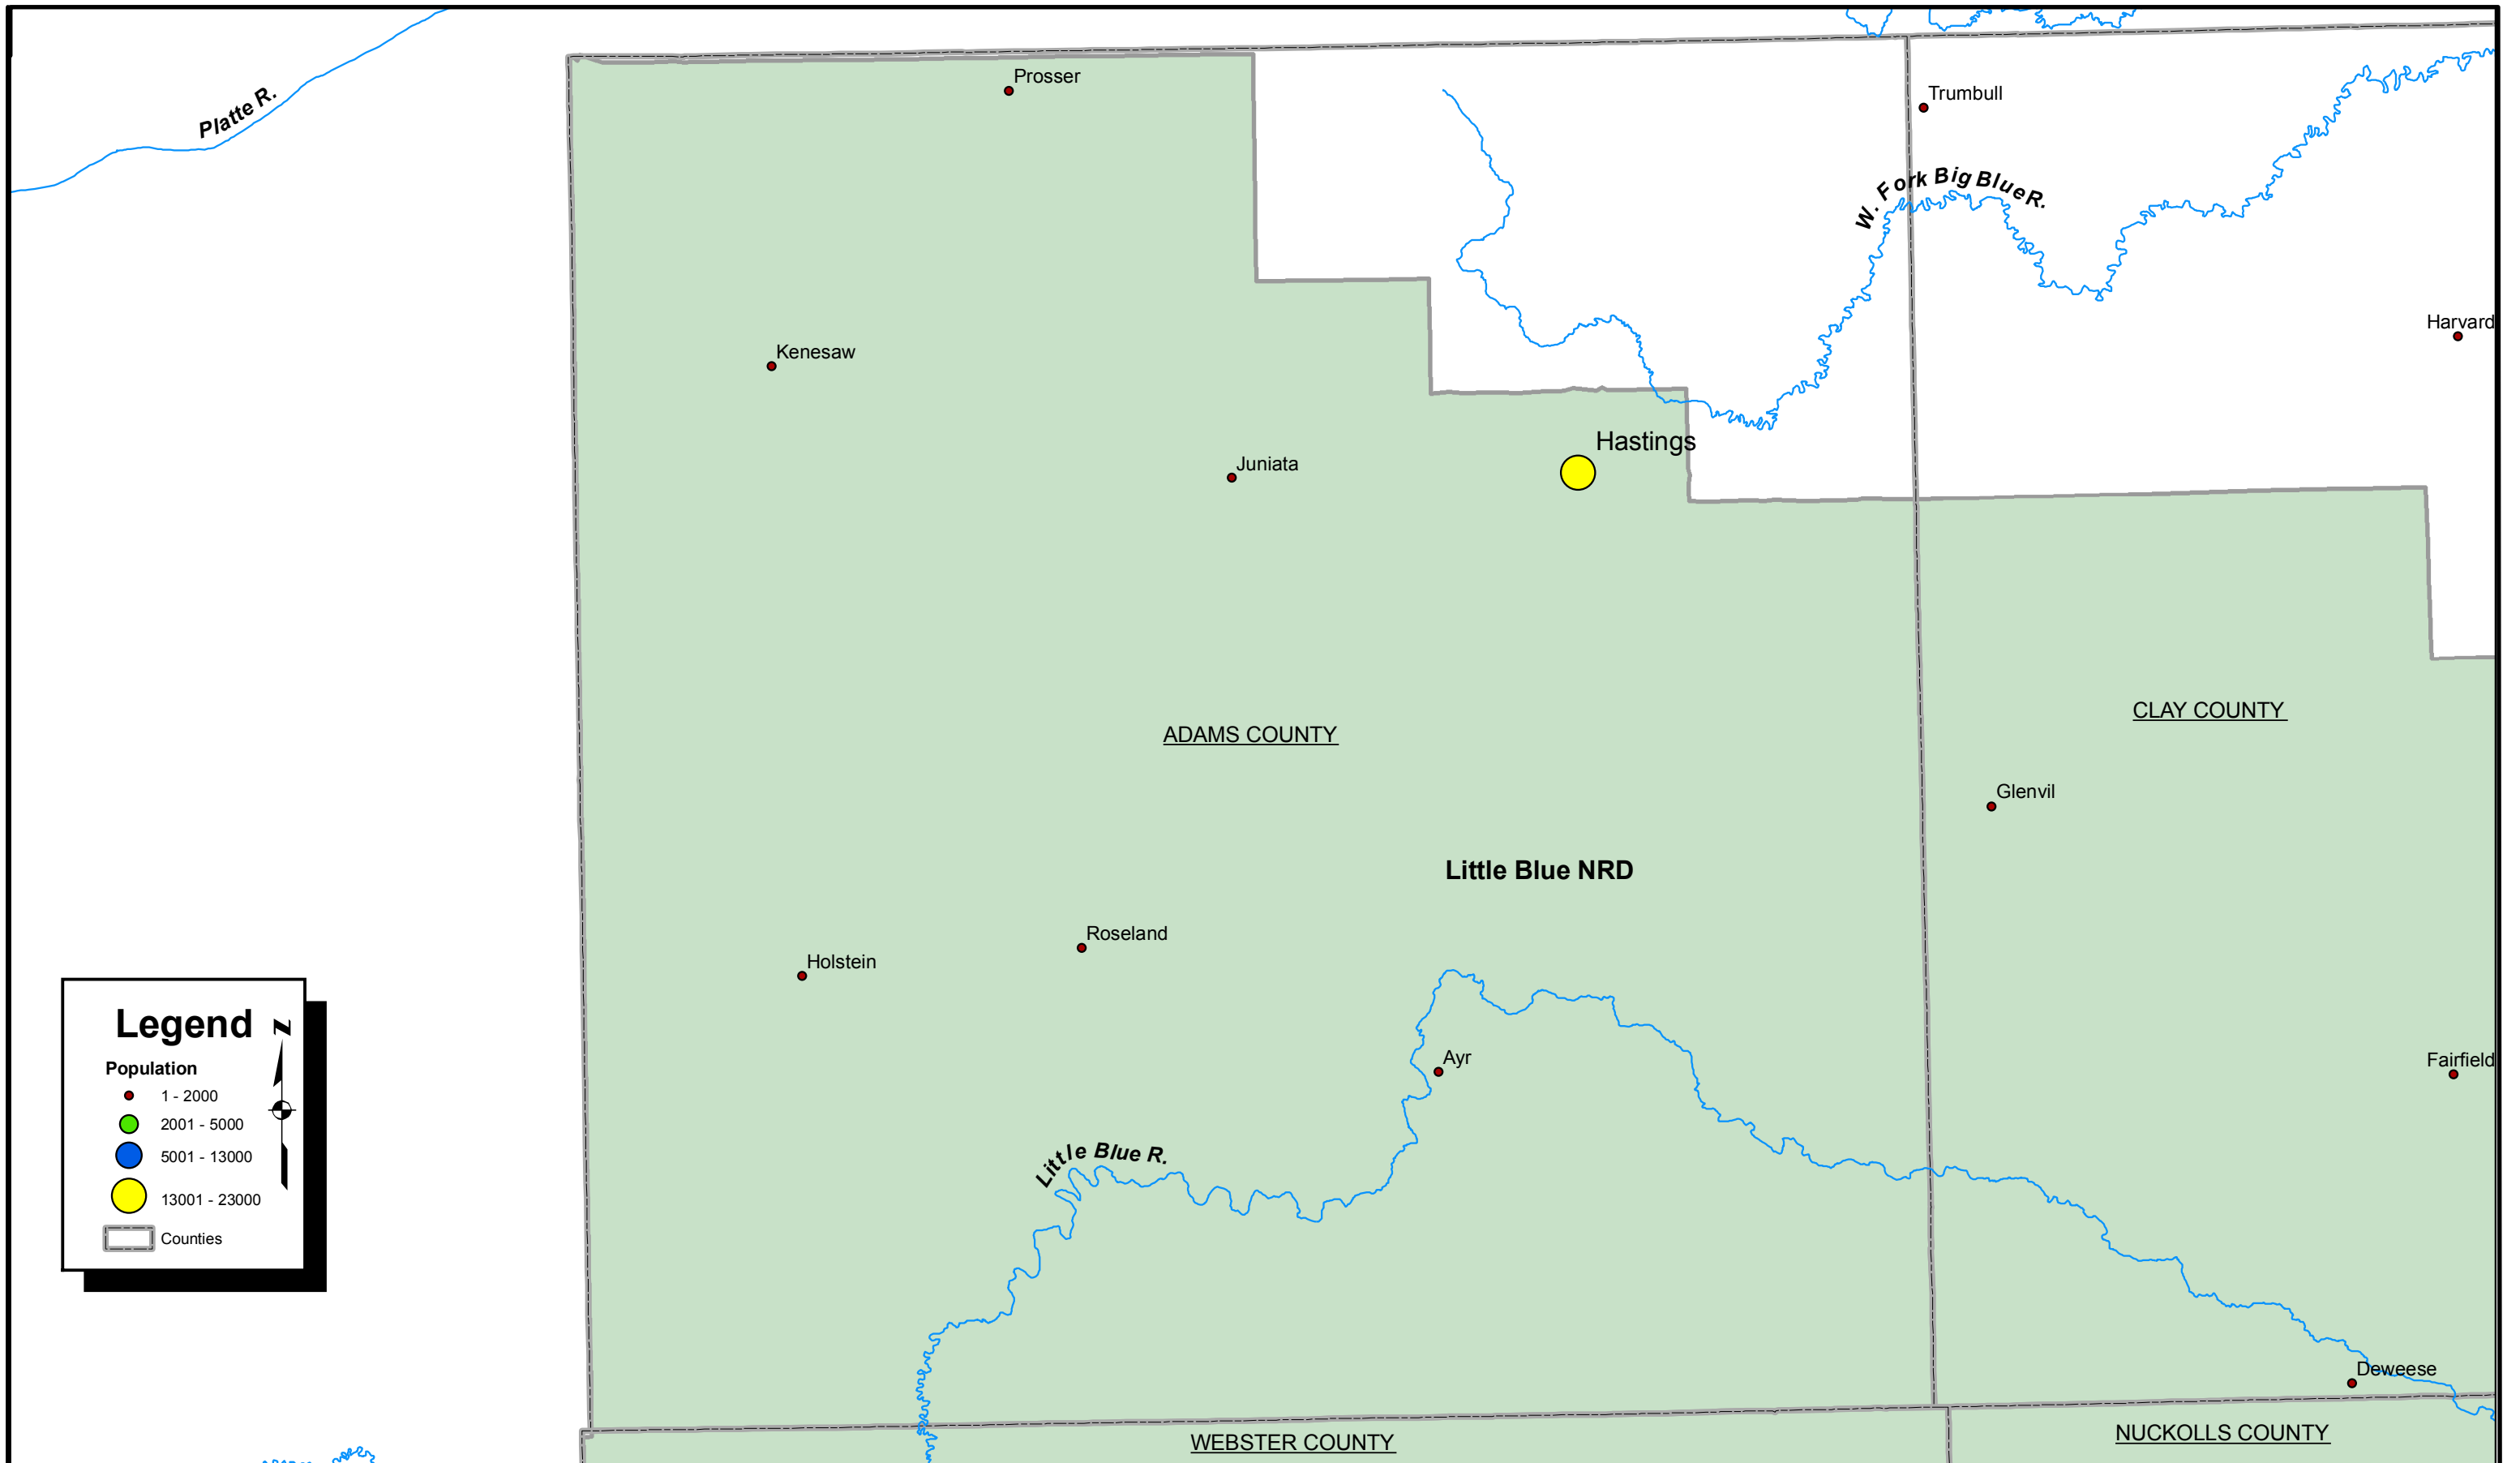 Prosser
Platte R.
Trumbull
W. Fork Big Blue R.
Harvard
Kenesaw
Hastings
Juniata
CLAY COUNTY
ADAMS COUNTY
Glenvil
Little Blue NRD
Roseland
Holstein
Legend
N
Population
1 - 2000
2001 - 5000
5001 - 13000
13001 - 23000
Counties
Ayr
Fairfield
Little Blue R.
Deweese
WEBSTER COUNTY
NUCKOLLS COUNTY